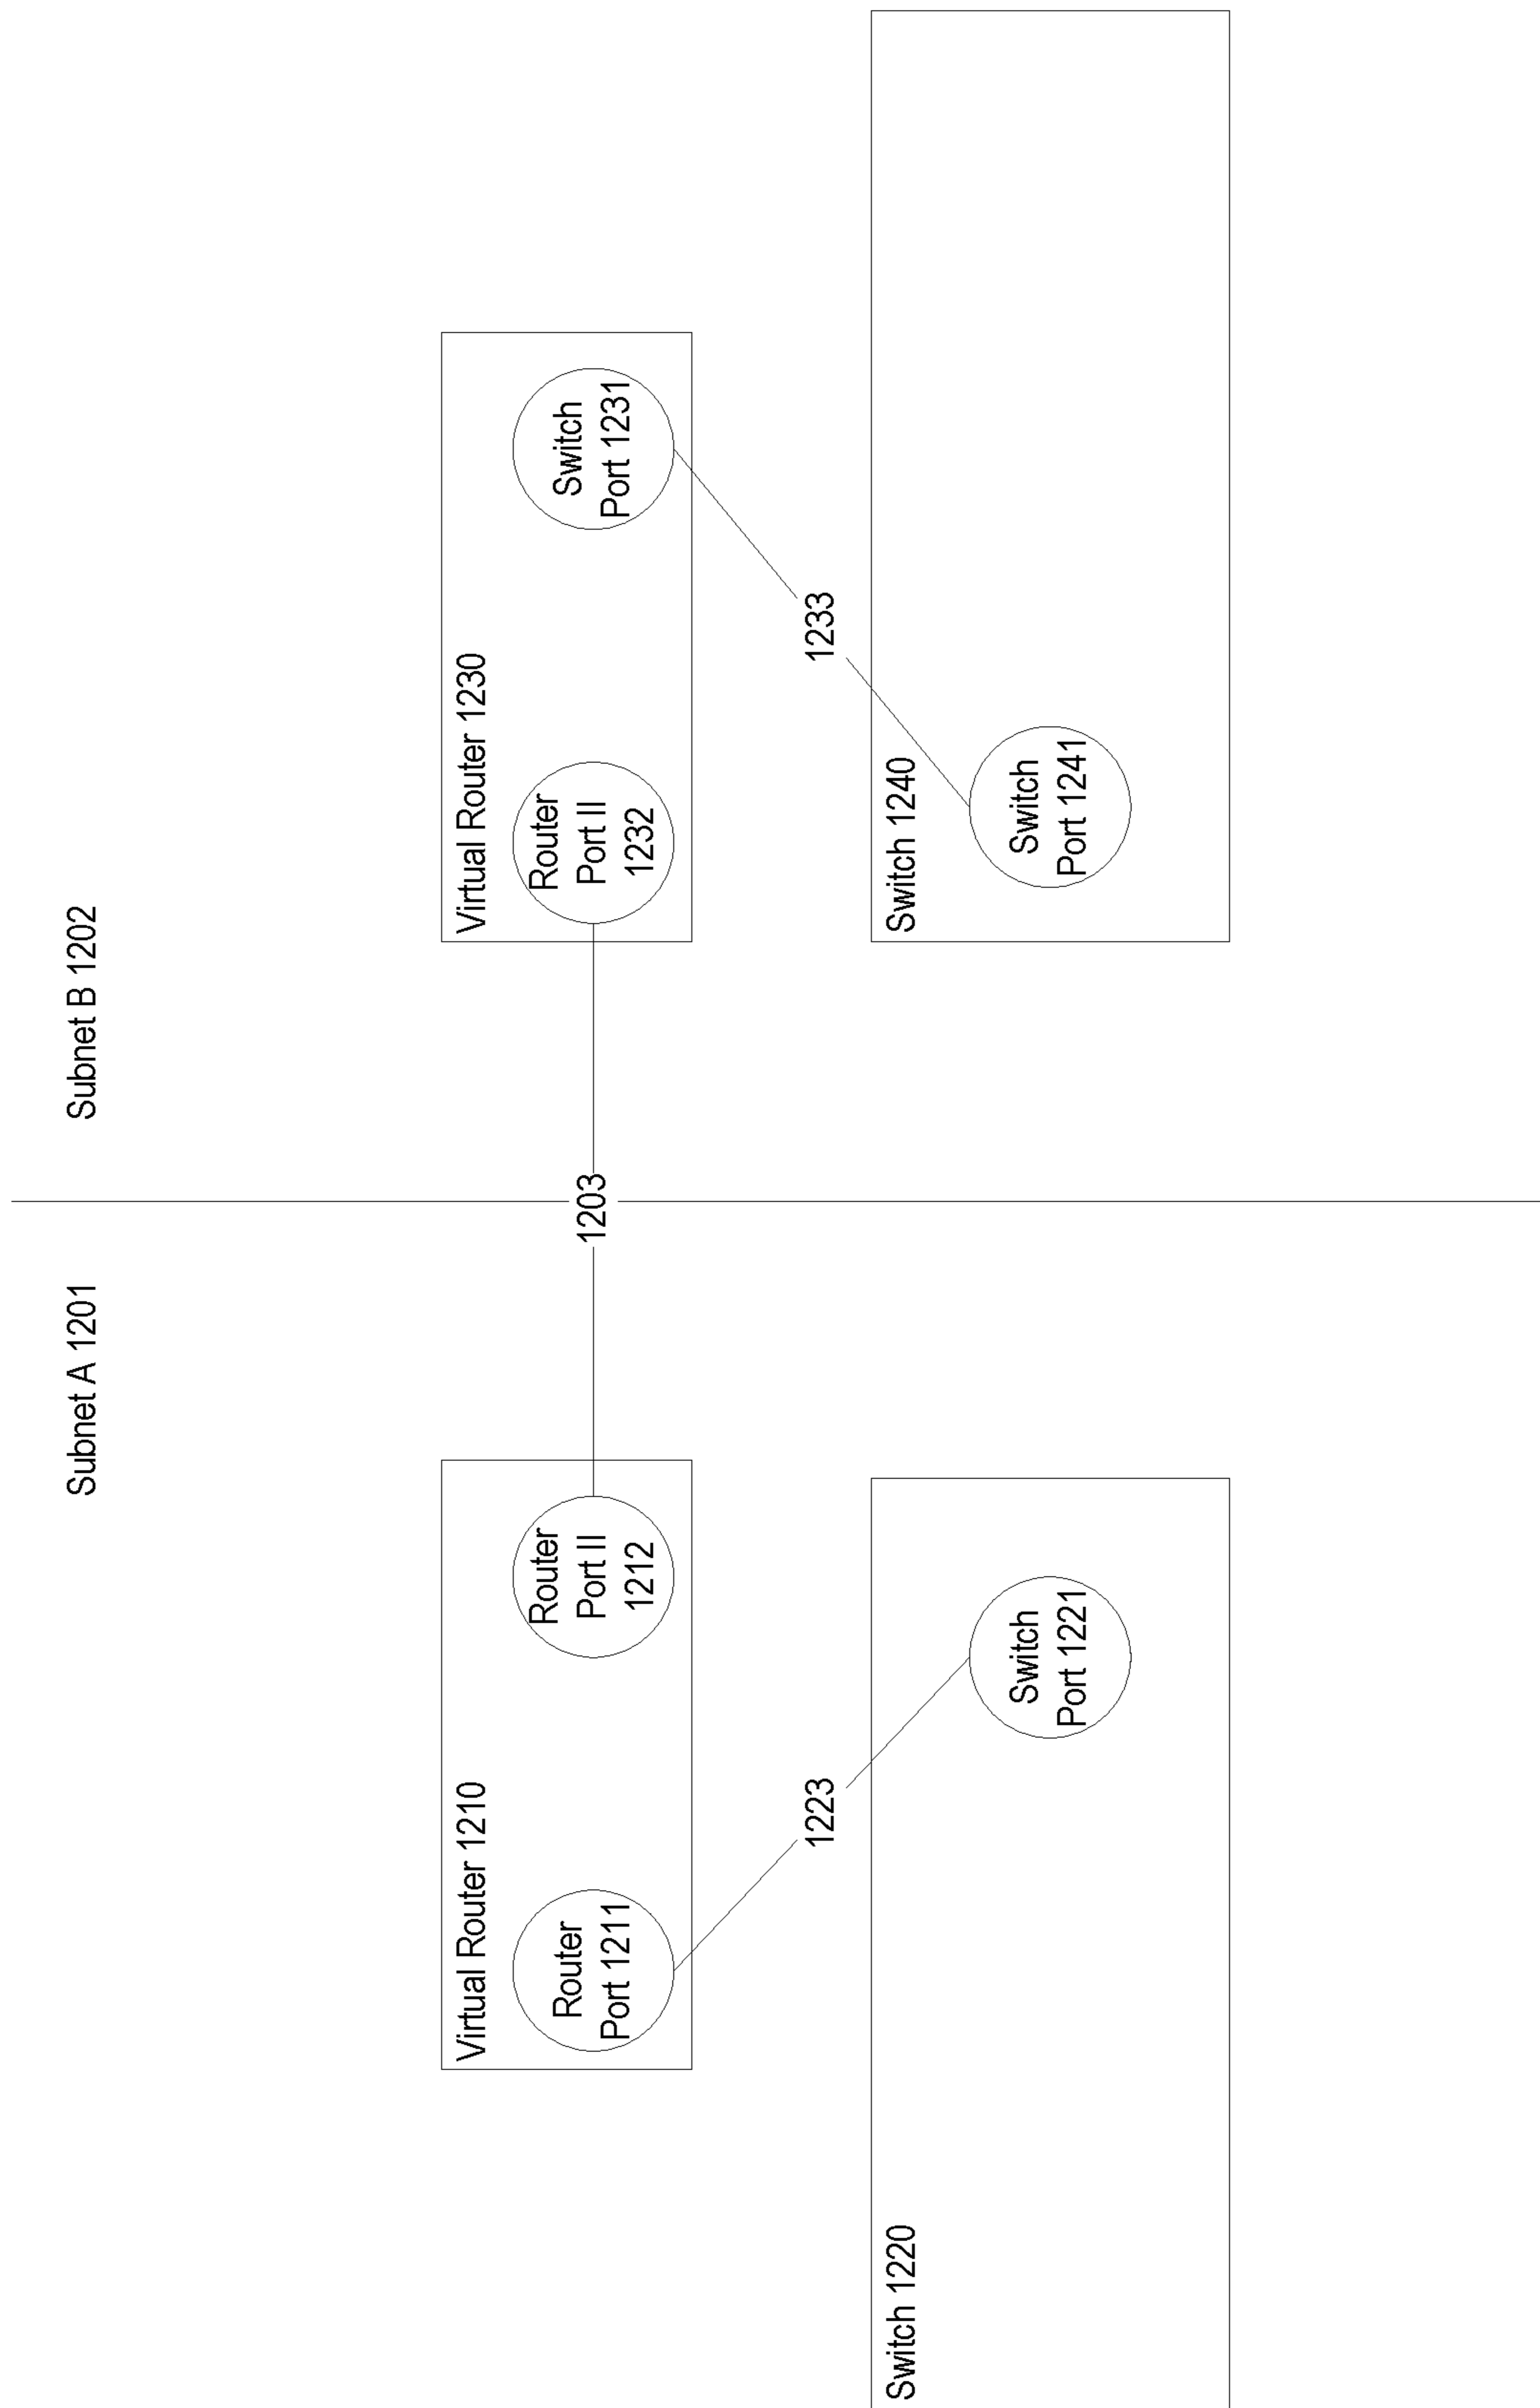 Subnet A 1201
Subnet B 1202
Virtual Router 1210
Router
Port 1211
Router
Port II
1212
1203
Virtual Router 1230
Router
Port II
1232
Switch
Port 1231
1223
1233
Switch 1220
Switch
Port 1221
Switch 1240
Switch
Port 1241